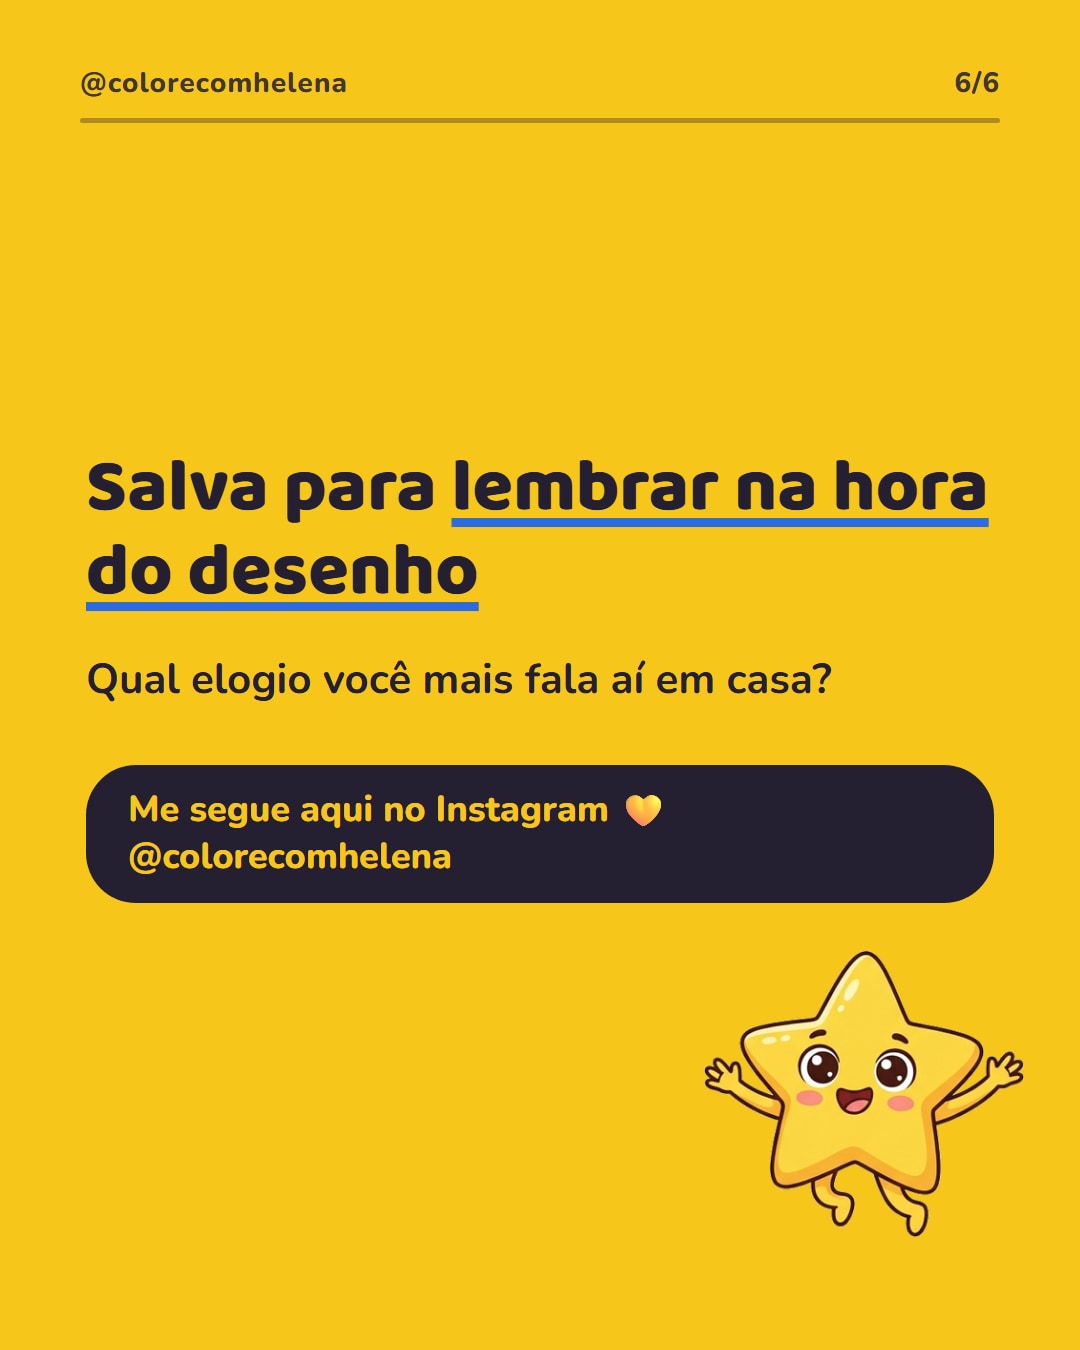 @colorecomhelena
6/6
Salva para lembrar na hora
do desenho
Qual elogio você mais fala aí em casa?
Me segue aqui no Instagram 💛
@colorecomhelena